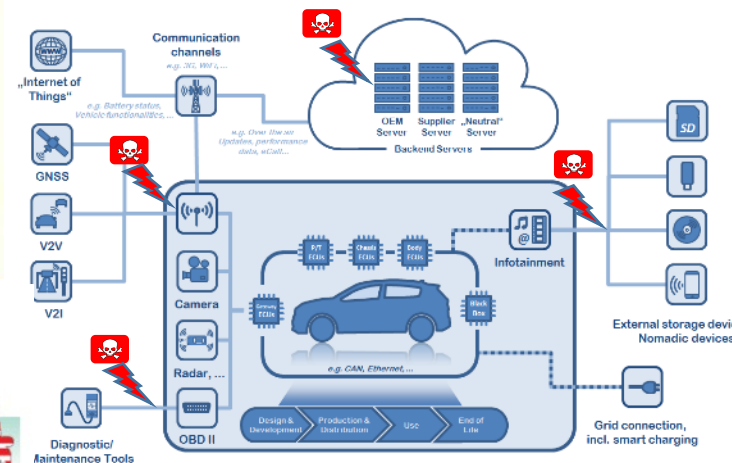 Communication
channels
e.g. 3G, WiFi, ...
WWW
„Internet of
Things“
e.g. Battery status,
Vehicle functionalities, ...
OEM
Server
Supplier
Server
„Neutral“
Server
Backend Servers
e.g. Over the air
Updates, performance
data, eCall...
GNSS
V2V
V2I
Camera
Radar, ...
OBD II
Diagnostic/
Maintenance Tools
Gateway
ECUs
P/T
ECUs
Chassis
ECUs
Body
ECUs
Black
Box
e.g. CAN, Ethernet, ...
@
Infotainment
SD
External storage devi
Nomadic devices
Grid connection,
incl. smart charging
Design &
Development
Production &
Distribution
Use
End of
Life